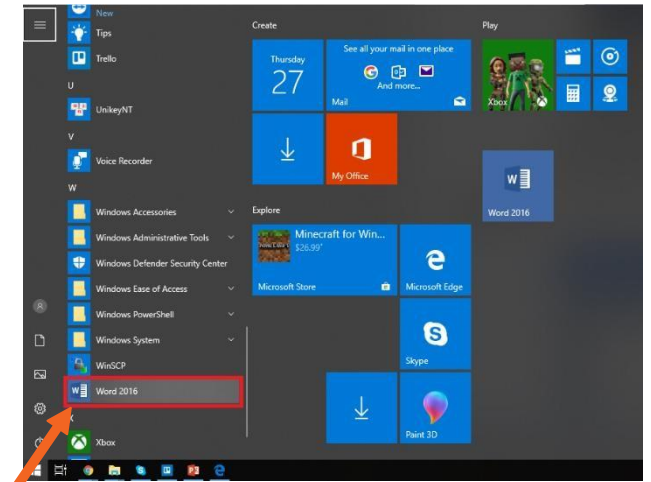 New
Tips
Trello
U
UnikeyNT
V
Voice Recorder
W
Windows Accessories
Windows Administrative Tools
Windows Defender Security Center
Windows Ease of Access
Windows PowerShell
Windows System
WinSCP
Word 2016
X
Xbox
Create
Thursday
27
See all your mail in one place
And more...
Mail
My Office
Explore
Minecraft for Win...
$26.99*
Microsoft Store
Microsoft Edge
Skype
Paint 3D
Play
Xbox
Word 2016